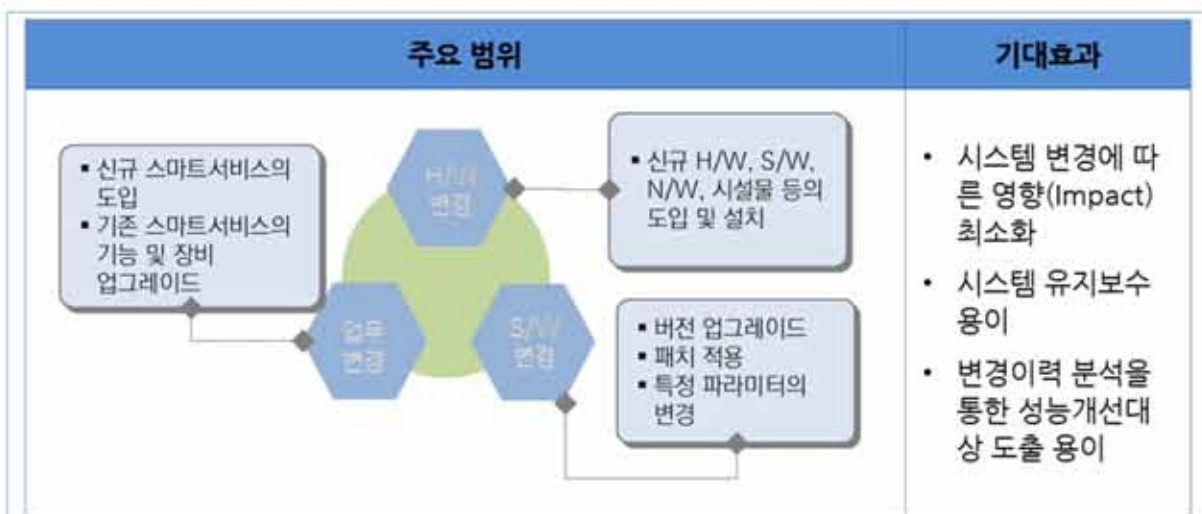 주요 범위
기대효과
▪ 신규 스마트서비스의
도입
▪ 기존 스마트서비스의
기능 및 장비
업그레이드
H/W
변경
▪ 신규 H/W, S/W,
N/W, 시설물 등의
도입 및 설치
업무
변경
S/W
변경
▪ 버전 업그레이드
▪ 패치 적용
▪ 특정 파라미터의
변경
• 시스템 변경에 따
른 영향(Impact)
최소화
• 시스템 유지보수
용이
• 변경이력 분석을
통한 성능개선대
상 도출 용이